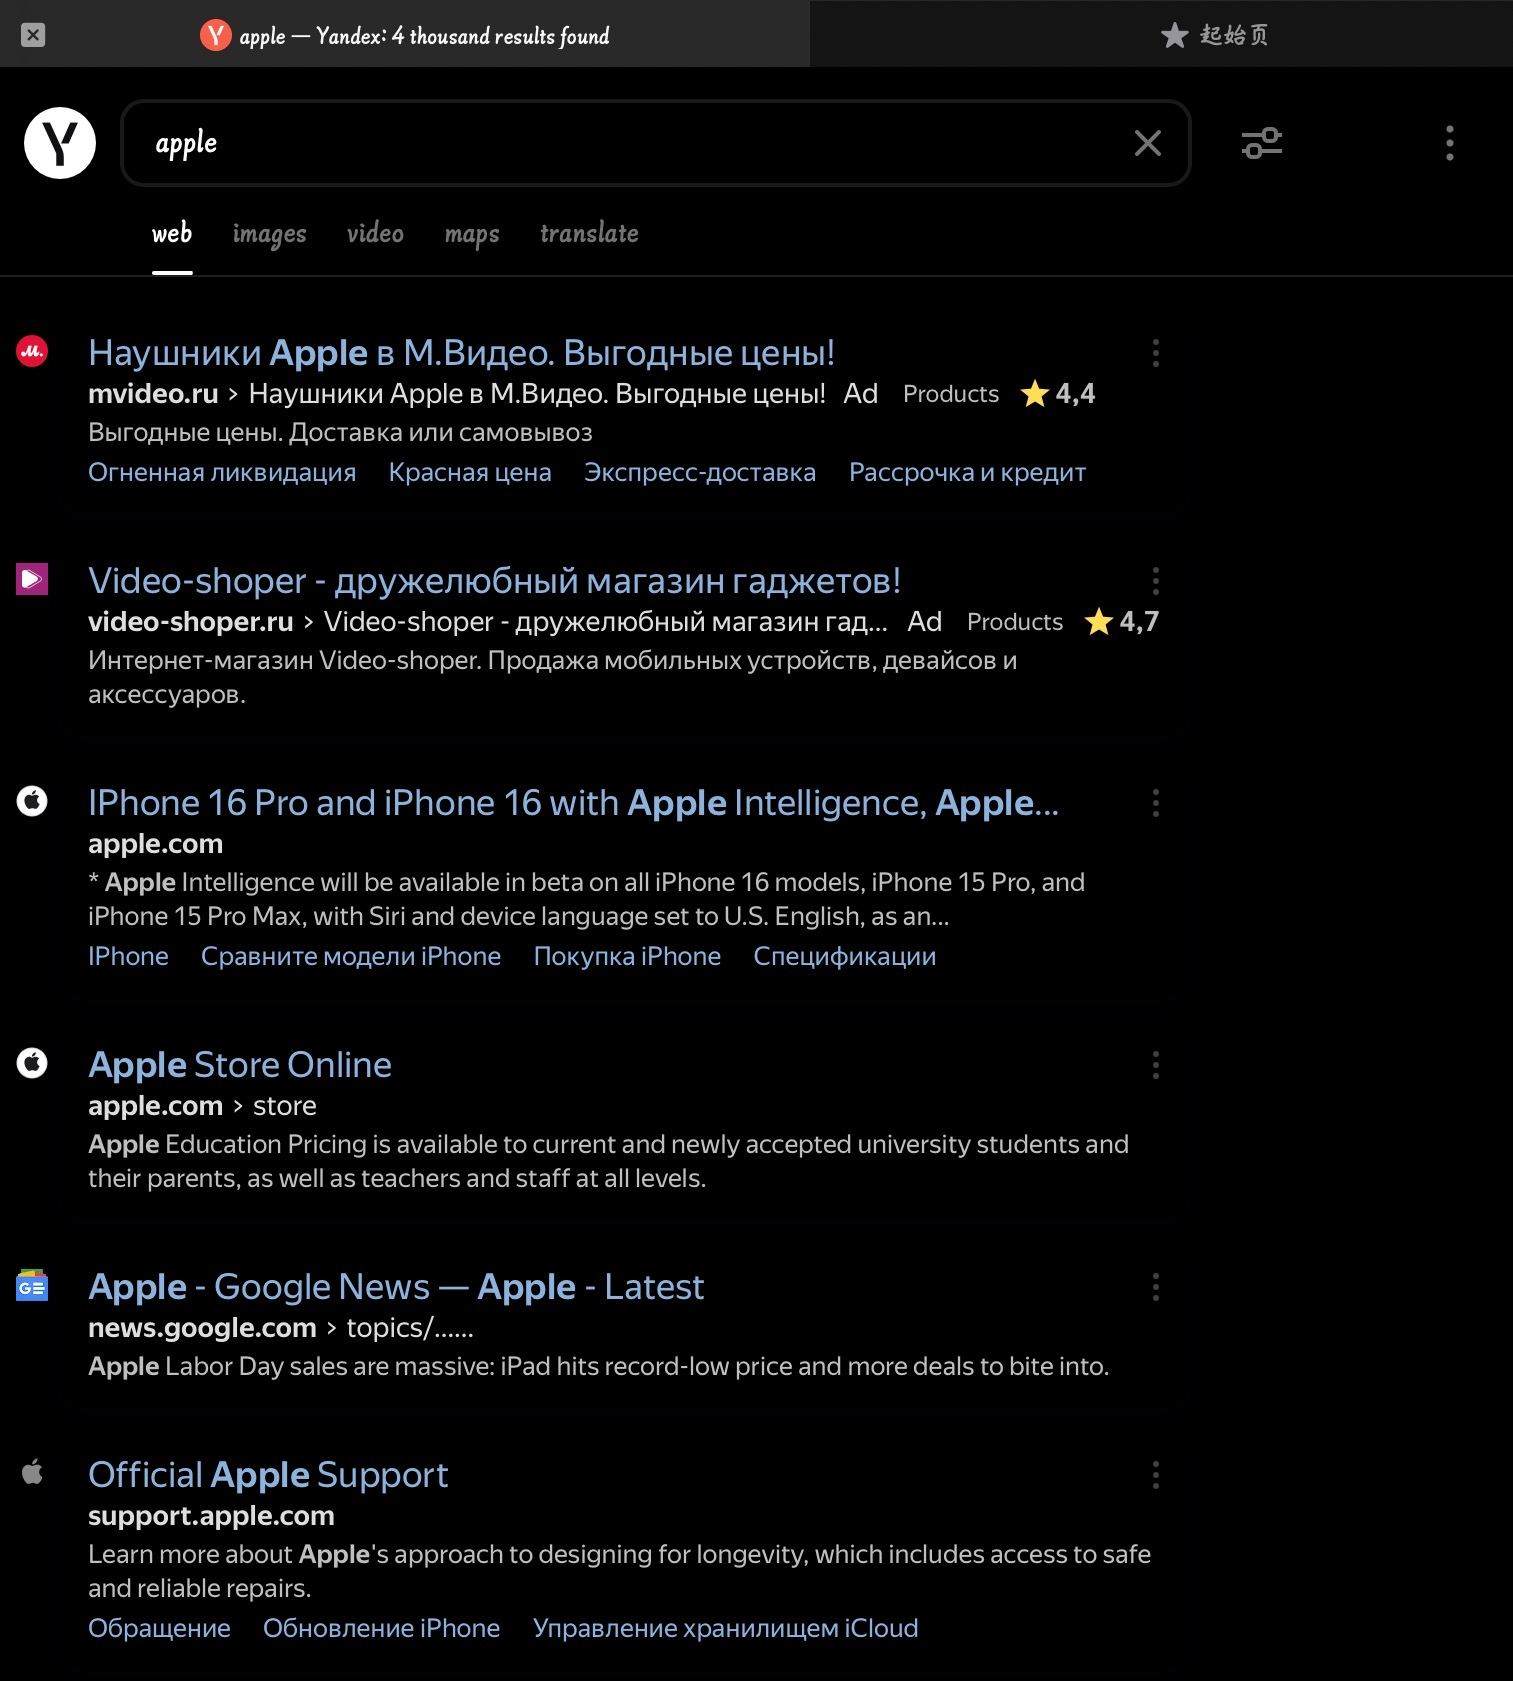 apple — Yandex: 4 thousand results found
起始页
apple
web images video maps translate
Наушники Apple в М.Видео. Выгодные цены!
mvideo.ru › Наушники Apple в М.Видео. Выгодные цены! Ad Products 4,4
Выгодные цены. Доставка или самовывоз
Огненная ликвидация Красная цена Экспресс-доставка Рассрочка и кредит
Video-shoper - дружелюбный магазин гаджетов!
video-shoper.ru › Video-shoper - дружелюбный магазин гад... Ad Products 4,7
Интернет-магазин Video-shoper. Продажа мобильных устройств, девайсов и
аксессуаров.
IPhone 16 Pro and iPhone 16 with Apple Intelligence, Apple...
apple.com
* Apple Intelligence will be available in beta on all iPhone 16 models, iPhone 15 Pro, and
iPhone 15 Pro Max, with Siri and device language set to U.S. English, as an...
IPhone Сравните модели iPhone Покупка iPhone Спецификации
Apple Store Online
apple.com › store
Apple Education Pricing is available to current and newly accepted university students and
their parents, as well as teachers and staff at all levels.
Apple - Google News — Apple - Latest
news.google.com › topics/......
Apple Labor Day sales are massive: iPad hits record-low price and more deals to bite into.
Official Apple Support
support.apple.com
Learn more about Apple's approach to designing for longevity, which includes access to safe
and reliable repairs.
Обращение Обновление iPhone Управление хранилищем iCloud